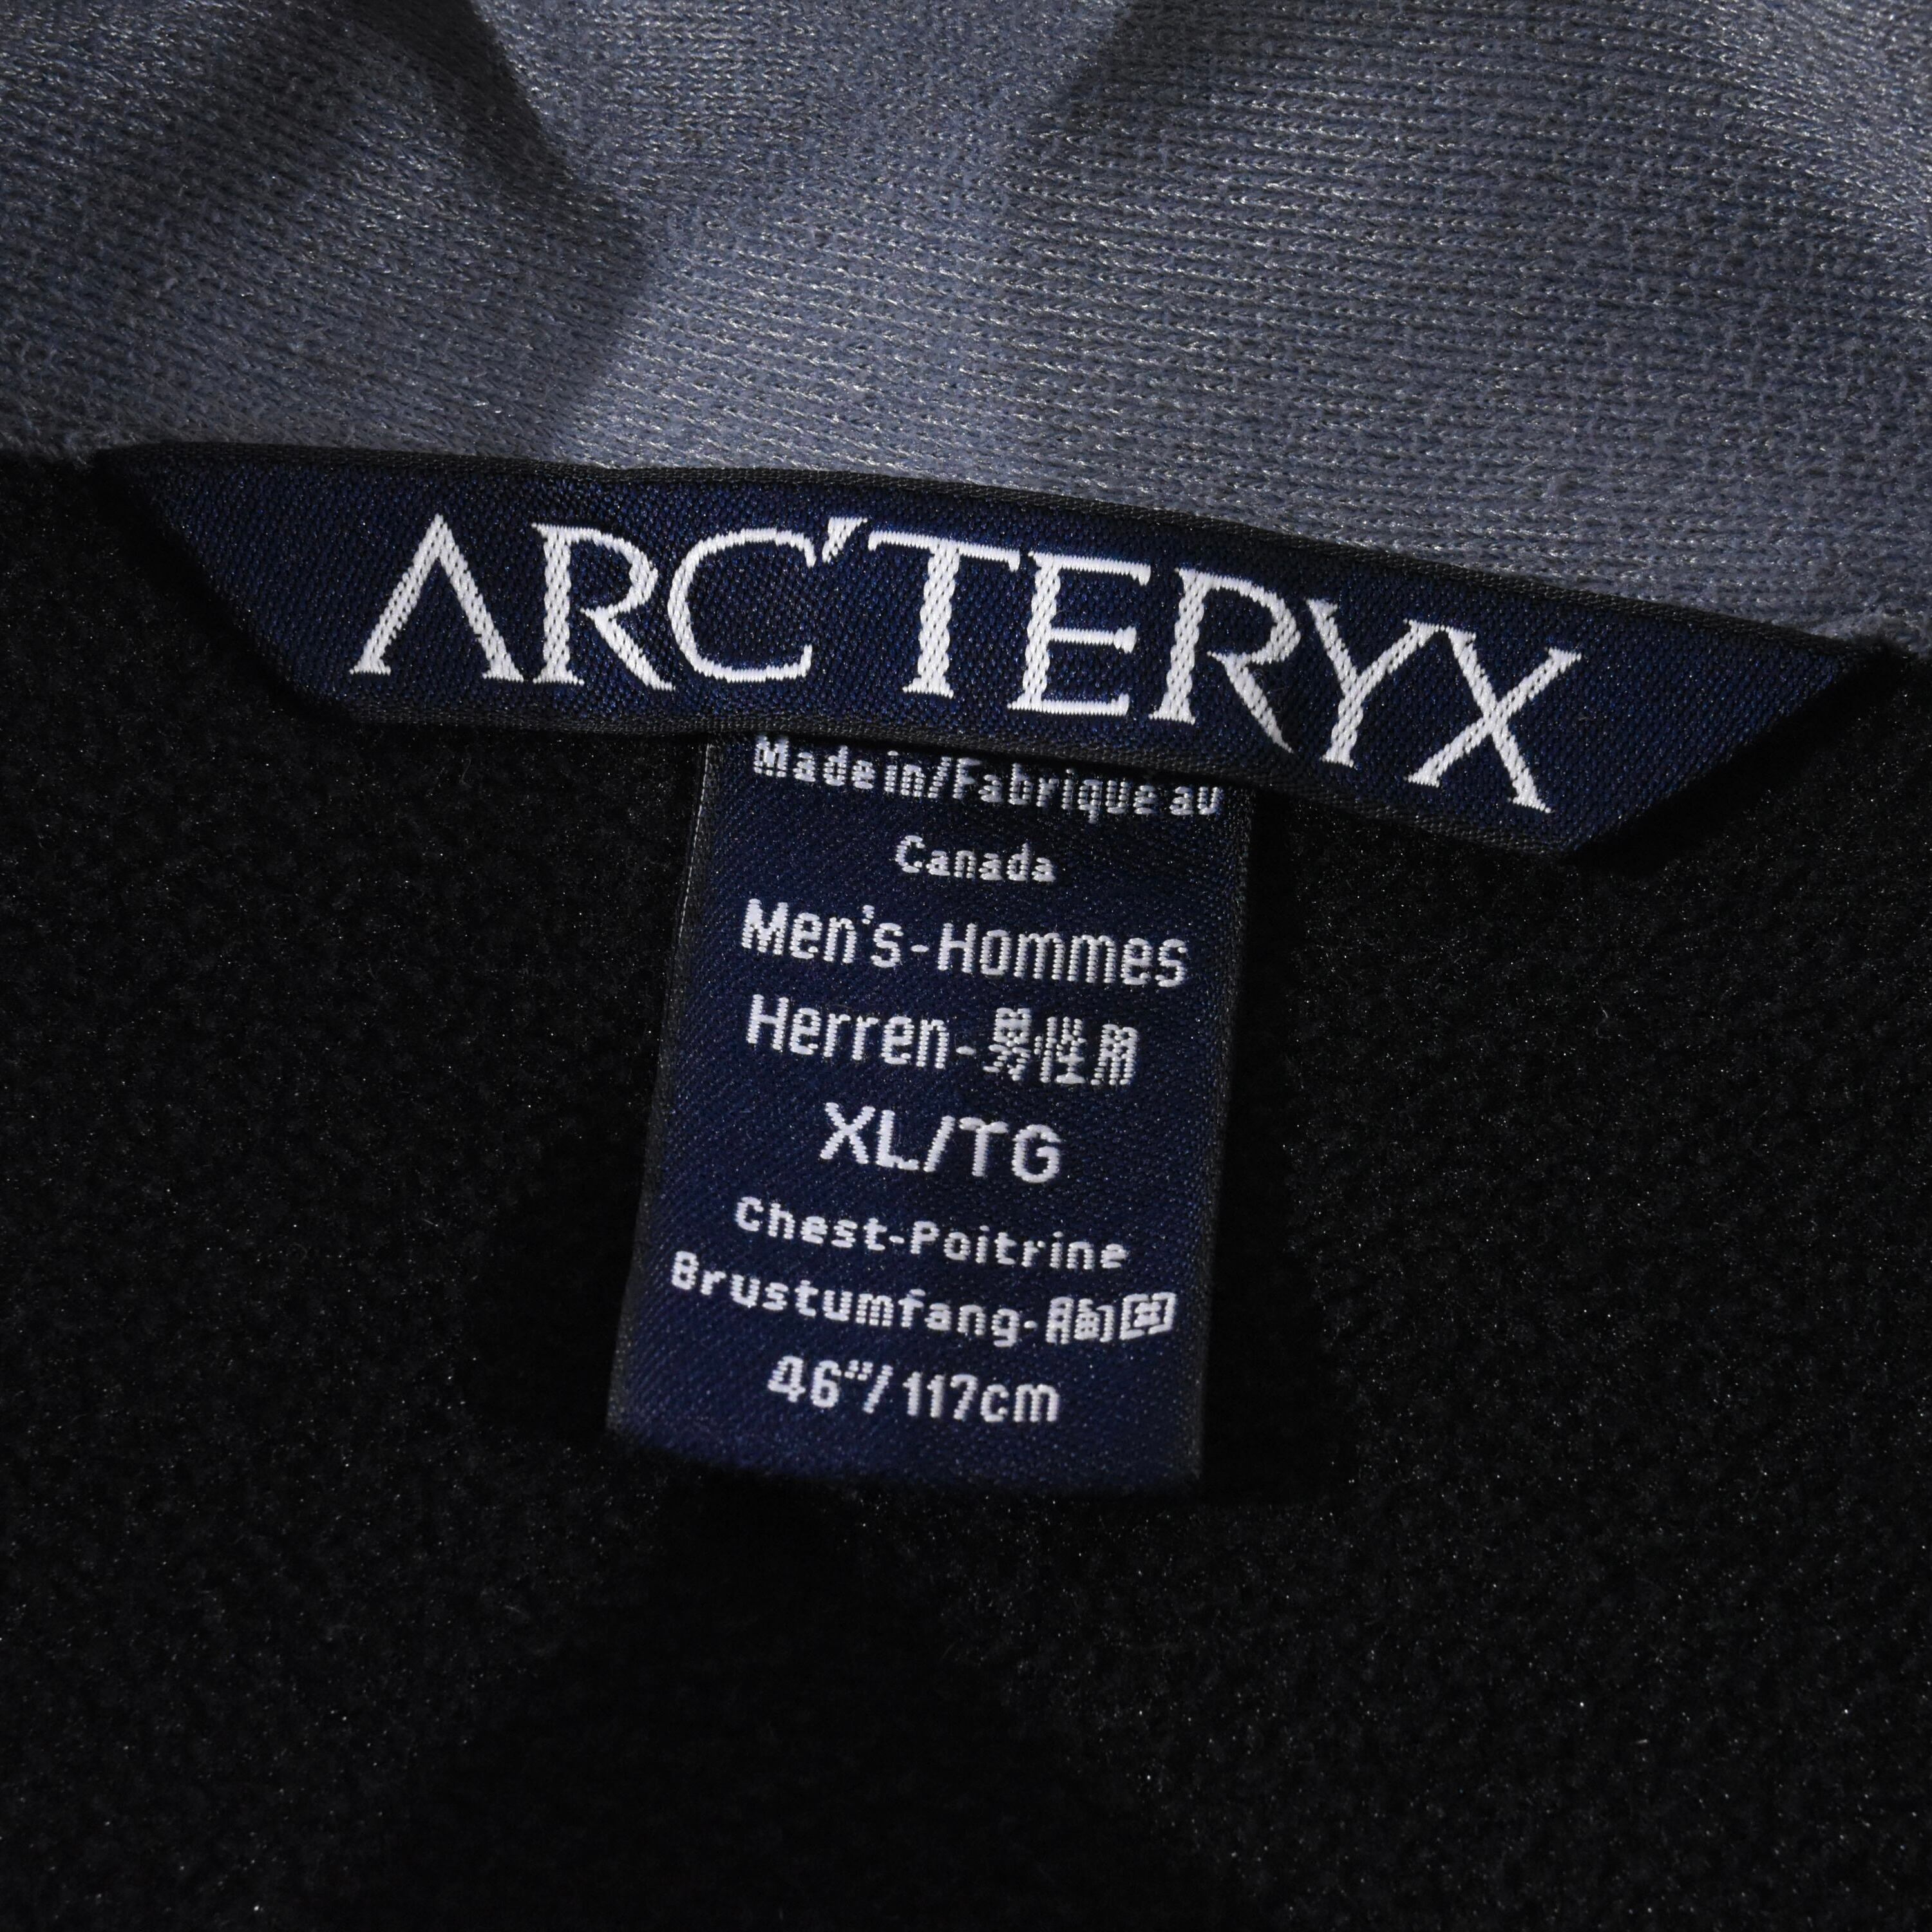 ARC'TERYX
Made in/Fabriqué au
Canada
Men's-Hommes
Herren-男性用
XL/TG
Chest-Poitrine
Brustumfang-胸囲
46"/117cm